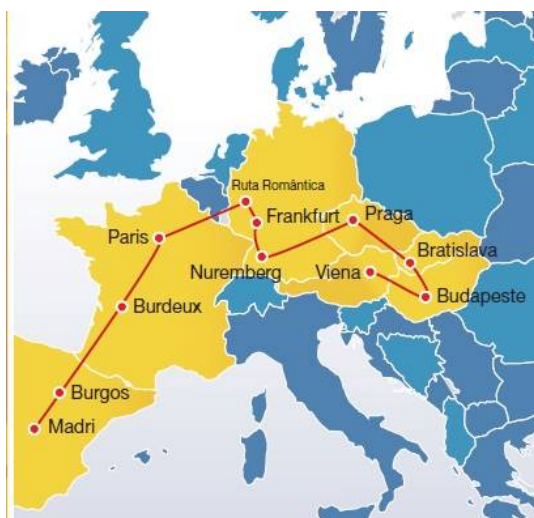 Ruta Romântica
Frankfurt
Praga
Paris
Nuremberg
Viena
Bratislava
Budapeste
Burdeux
Burgos
Madri